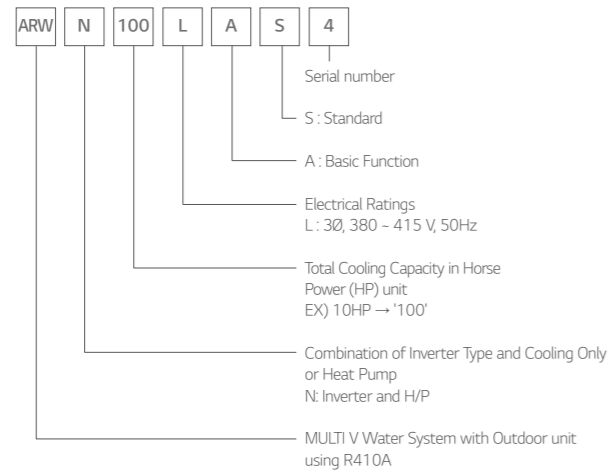 ARW N 100 L A S 4
Serial number
S : Standard
A : Basic Function
Electrical Ratings
L : 3Ø, 380 ~ 415 V, 50Hz
Total Cooling Capacity in Horse
Power (HP) unit
EX) 10HP → '100'
Combination of Inverter Type and Cooling Only
or Heat Pump
N: Inverter and H/P
MULTI V Water System with Outdoor unit
using R410A